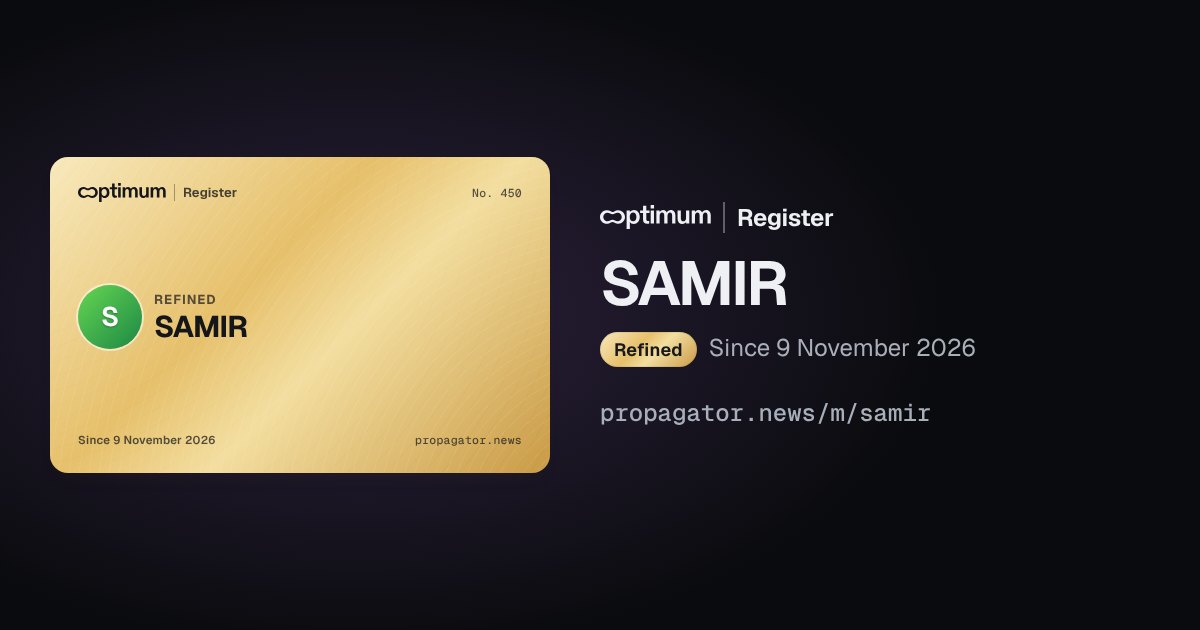 optimum | Register
No. 450
S
REFINED
SAMIR
Since 9 November 2026
propagator.news
optimum | Register
SAMIR
Refined Since 9 November 2026
propagator.news/m/samir